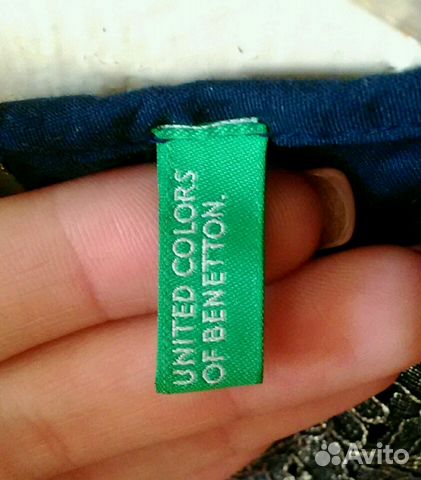 UNITED COLORS
OF BENETTON.
Avito